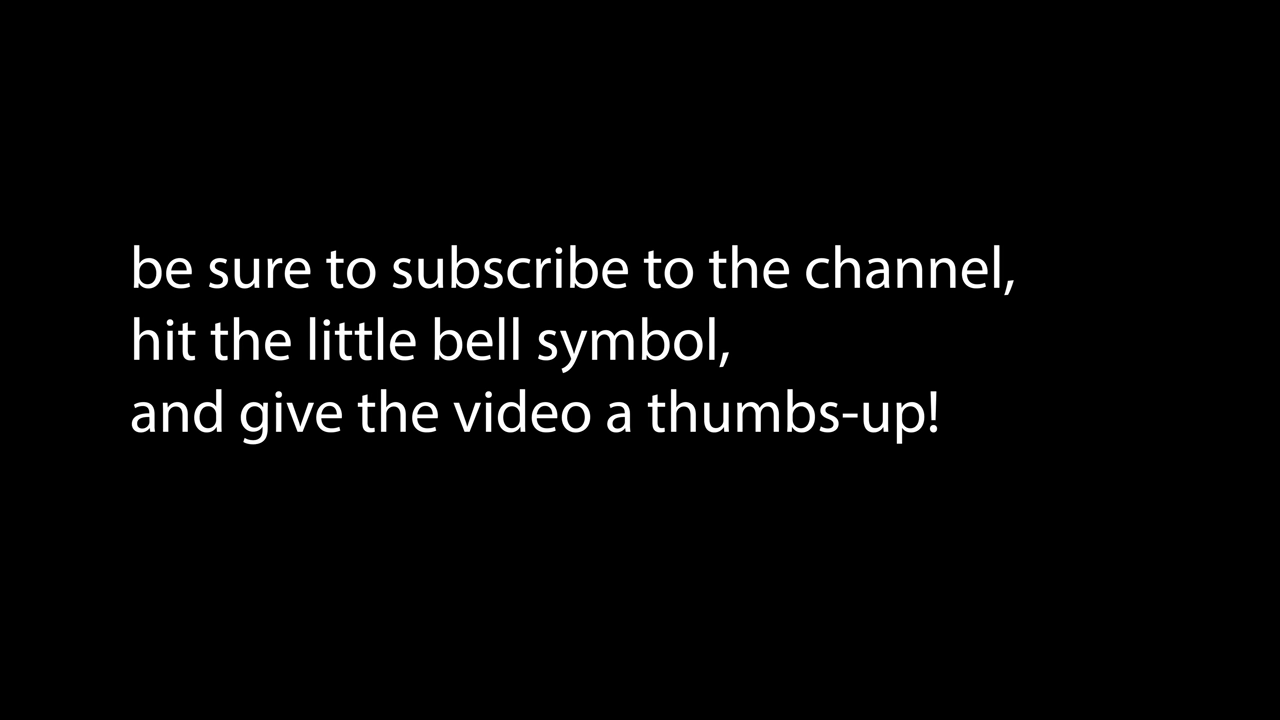 be sure to subscribe to the channel,
hit the little bell symbol,
and give the video a thumbs-up!